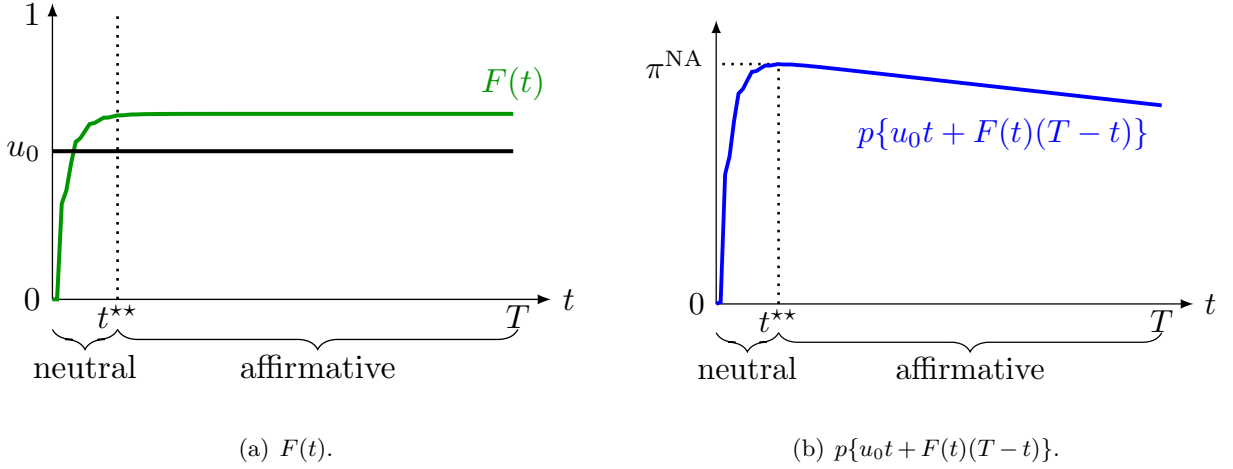 1
F(t)
u₀
0
t⋆⋆
T
t
neutral
affirmative
(a) F(t).
π^NA
p{u₀t + F(t)(T − t)}
0
t⋆⋆
T
t
neutral
affirmative
(b) p{u₀t + F(t)(T − t)}.